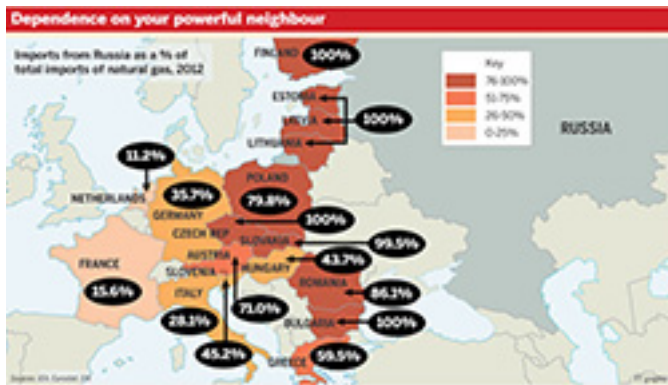 Dependence on your powerful neighbour
Imports from Russia as a % of
total imports of natural gas, 2012
Key
76-100%
51-75%
26-50%
0-25%
FINLAND
100%
ESTONIA
LATVIA
100%
LITHUANIA
RUSSIA
11.2%
NETHERLANDS
35.7%
GERMANY
POLAND
79.8%
100%
CZECH REP
SLOVAKIA
99.5%
AUSTRIA
HUNGARY
43.7%
FRANCE
SLOVENIA
15.6%
ITALY
71.0%
ROMANIA
86.1%
28.1%
BULGARIA
100%
45.2%
GREECE
59.5%